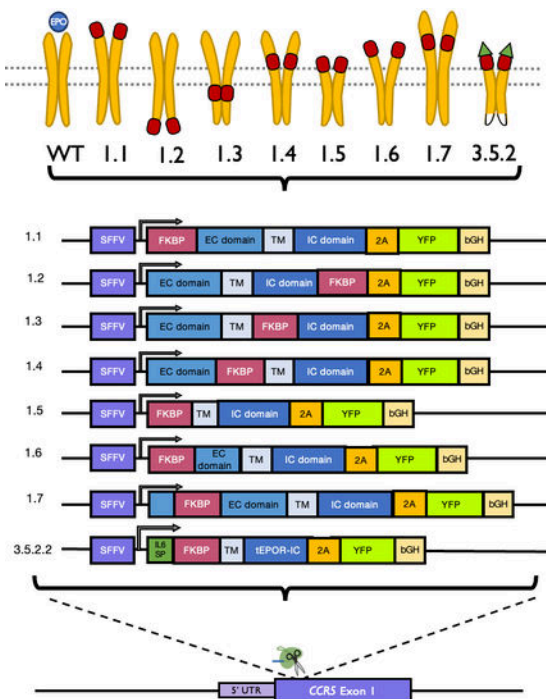 EPO
WT 1.1 1.2 1.3 1.4 1.5 1.6 1.7 3.5.2
1.1 SFFV FKBP EC domain TM IC domain 2A YFP bGH
1.2 SFFV EC domain TM IC domain FKBP 2A YFP bGH
1.3 SFFV EC domain TM FKBP IC domain 2A YFP bGH
1.4 SFFV EC domain FKBP TM IC domain 2A YFP bGH
1.5 SFFV FKBP TM IC domain 2A YFP bGH
1.6 SFFV FKBP EC domain TM IC domain 2A YFP bGH
1.7 SFFV FKBP EC domain TM IC domain 2A YFP bGH
3.5.2.2 SFFV IL6 SP FKBP TM tEPOR-IC 2A YFP bGH
5' UTR CCR5 Exon 1